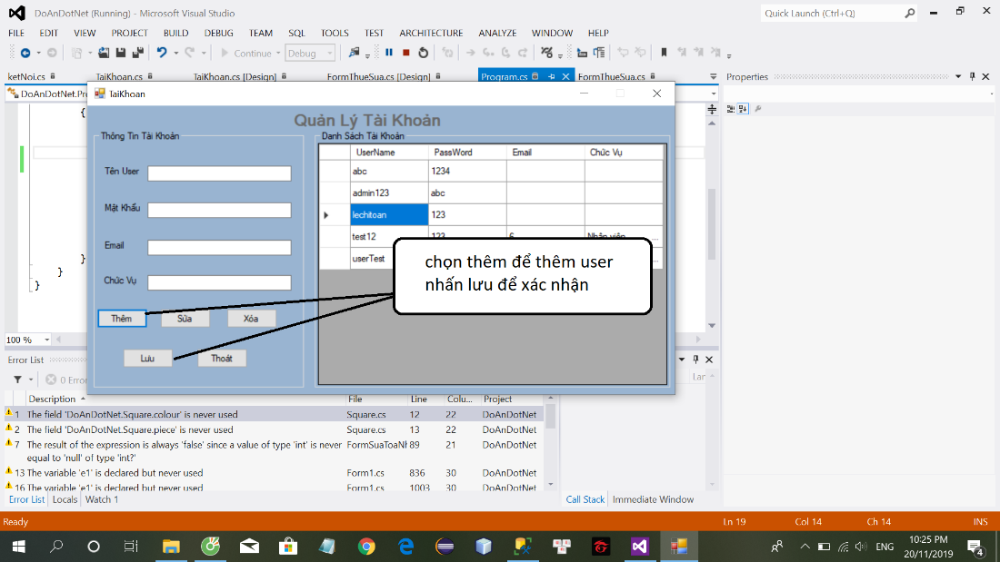 DoAnDotNet (Running) - Microsoft Visual Studio
Quick Launch (Ctrl+Q)
FILE EDIT VIEW PROJECT BUILD DEBUG TEAM SQL TOOLS TEST ARCHITECTURE ANALYZE WINDOW HELP
Continue Debug
ketNoi.cs TaiKhoan.cs TaiKhoan.cs [Design] FormThueSua.cs [Design] Program.cs FormThueSua.cs Properties
DoAnDotNet.Pr
TaiKhoan
{
Quản Lý Tài Khoản
Thông Tin Tài Khoản
Danh Sách Tài Khoản
UserName PassWord Email Chức Vụ
Tên User
abc 1234
admin123 abc
Mật Khẩu
lechitoan 123
test12 123 6 Nhân viên ...
Email
userTest
chọn thêm để thêm user
nhấn lưu để xác nhận
}
}
}
Chức Vụ
Thêm Sửa Xóa
Lưu Thoát
100 %
Error List
0 Error
Lan
Description File Line Colu... Project
1 The field 'DoAnDotNet.Square.colour' is never used Square.cs 12 22 DoAnDotNet
2 The field 'DoAnDotNet.Square.piece' is never used Square.cs 13 22 DoAnDotNet
7 The result of the expression is always 'false' since a value of type 'int' is never FormSuaToaNh 89 21 DoAnDotNet
equal to 'null' of type 'int?'
13 The variable 'e1' is declared but never used Form1.cs 836 30 DoAnDotNet
16 The variable 'e1' is declared but never used Form1.cs 1003 30 DoAnDotNet
Error List Locals Watch 1 Call Stack Immediate Window
Ready Ln 19 Col 14 Ch 14 INS
ENG
10:25 PM
20/11/2019
4